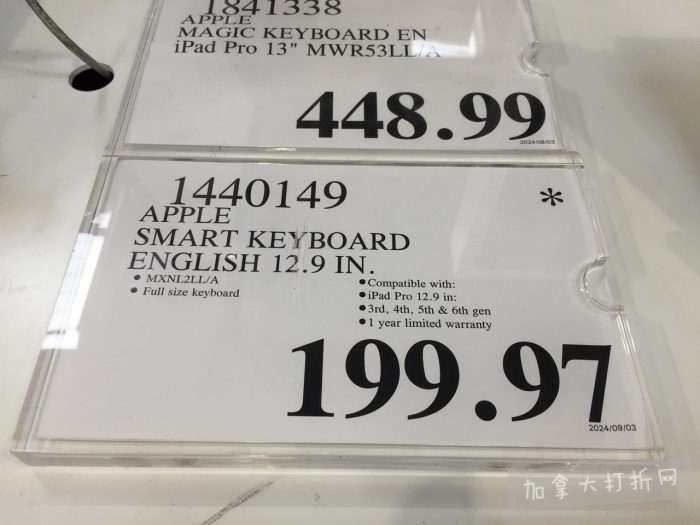 1841338
APPLE
MAGIC KEYBOARD EN
iPad Pro 13" MWR53LL/A
448.99
2024/08/03
1440149
*
APPLE
SMART KEYBOARD
ENGLISH 12.9 IN.
● MXNL2LL/A
● Full size keyboard
●Compatible with:
●iPad Pro 12.9 in:
●3rd, 4th, 5th & 6th gen
●1 year limited warranty
199.97
2024/09/03
加拿大打折网